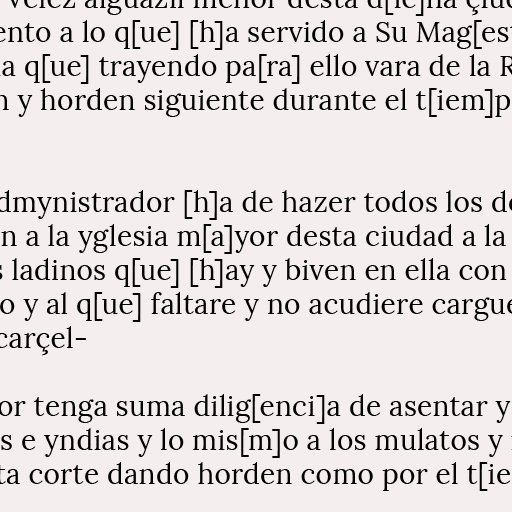 Velez alguazil menor desta d[ic]ha çiu
ento a lo q[ue] [h]a servido a Su Mag[es
a q[ue] trayendo pa[ra] ello vara de la R
n y horden siguiente durante el t[iem]p
dmynistrador [h]a de hazer todos los d
n a la yglesia m[a]yor desta ciudad a la
s ladinos q[ue] [h]ay y biven en ella con
o y al q[ue] faltare y no acudiere cargue
carçel-
or tenga suma dilig[enci]a de asentar y
s e yndias y lo mis[m]o a los mulatos y
ta corte dando horden como por el t[ie